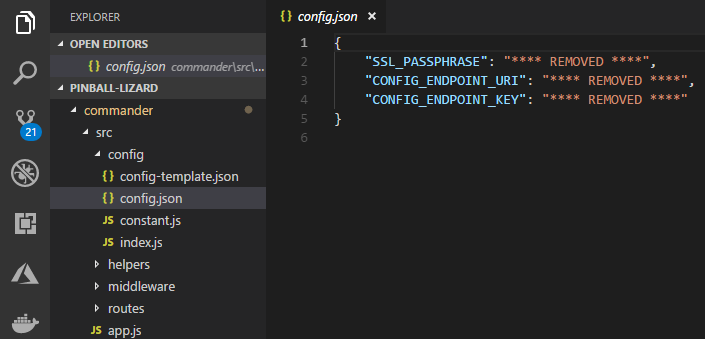 EXPLORER
OPEN EDITORS
{ } config.json commander\src\...
PINBALL-LIZARD
commander
src
config
{ } config-template.json
{ } config.json
JS constant.js
JS index.js
helpers
middleware
routes
JS app.js
21
{ } config.json ×
1 {
2 "SSL_PASSPHRASE": "**** REMOVED ****",
3 "CONFIG_ENDPOINT_URI": "**** REMOVED ****",
4 "CONFIG_ENDPOINT_KEY": "**** REMOVED ****"
5 }
6